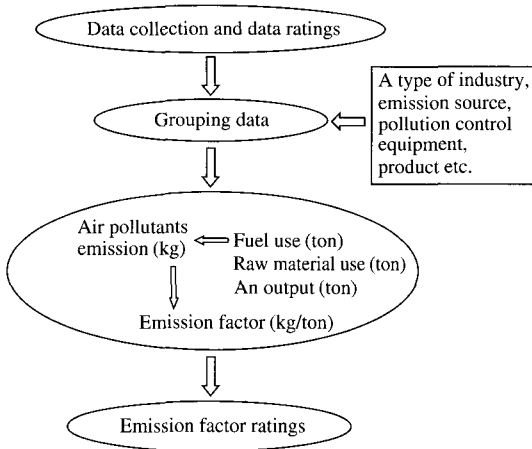 Data collection and data ratings
Grouping data
A type of industry,
emission source,
pollution control
equipment,
product etc.
Air pollutants
emission (kg)
Fuel use (ton)
Raw material use (ton)
An output (ton)
Emission factor (kg/ton)
Emission factor ratings